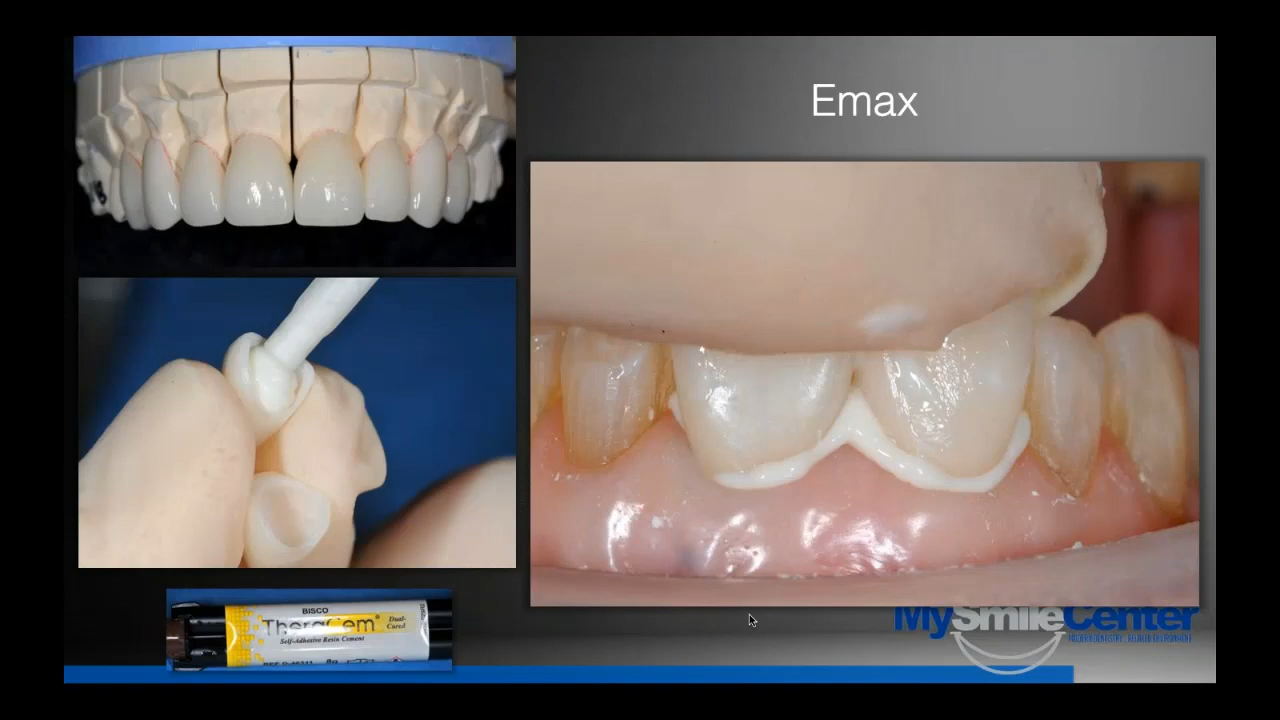 Emax
BISCO
TheraCem®
Dual-
Cured
Self-Adhesive Resin Cement
MySmileCenter